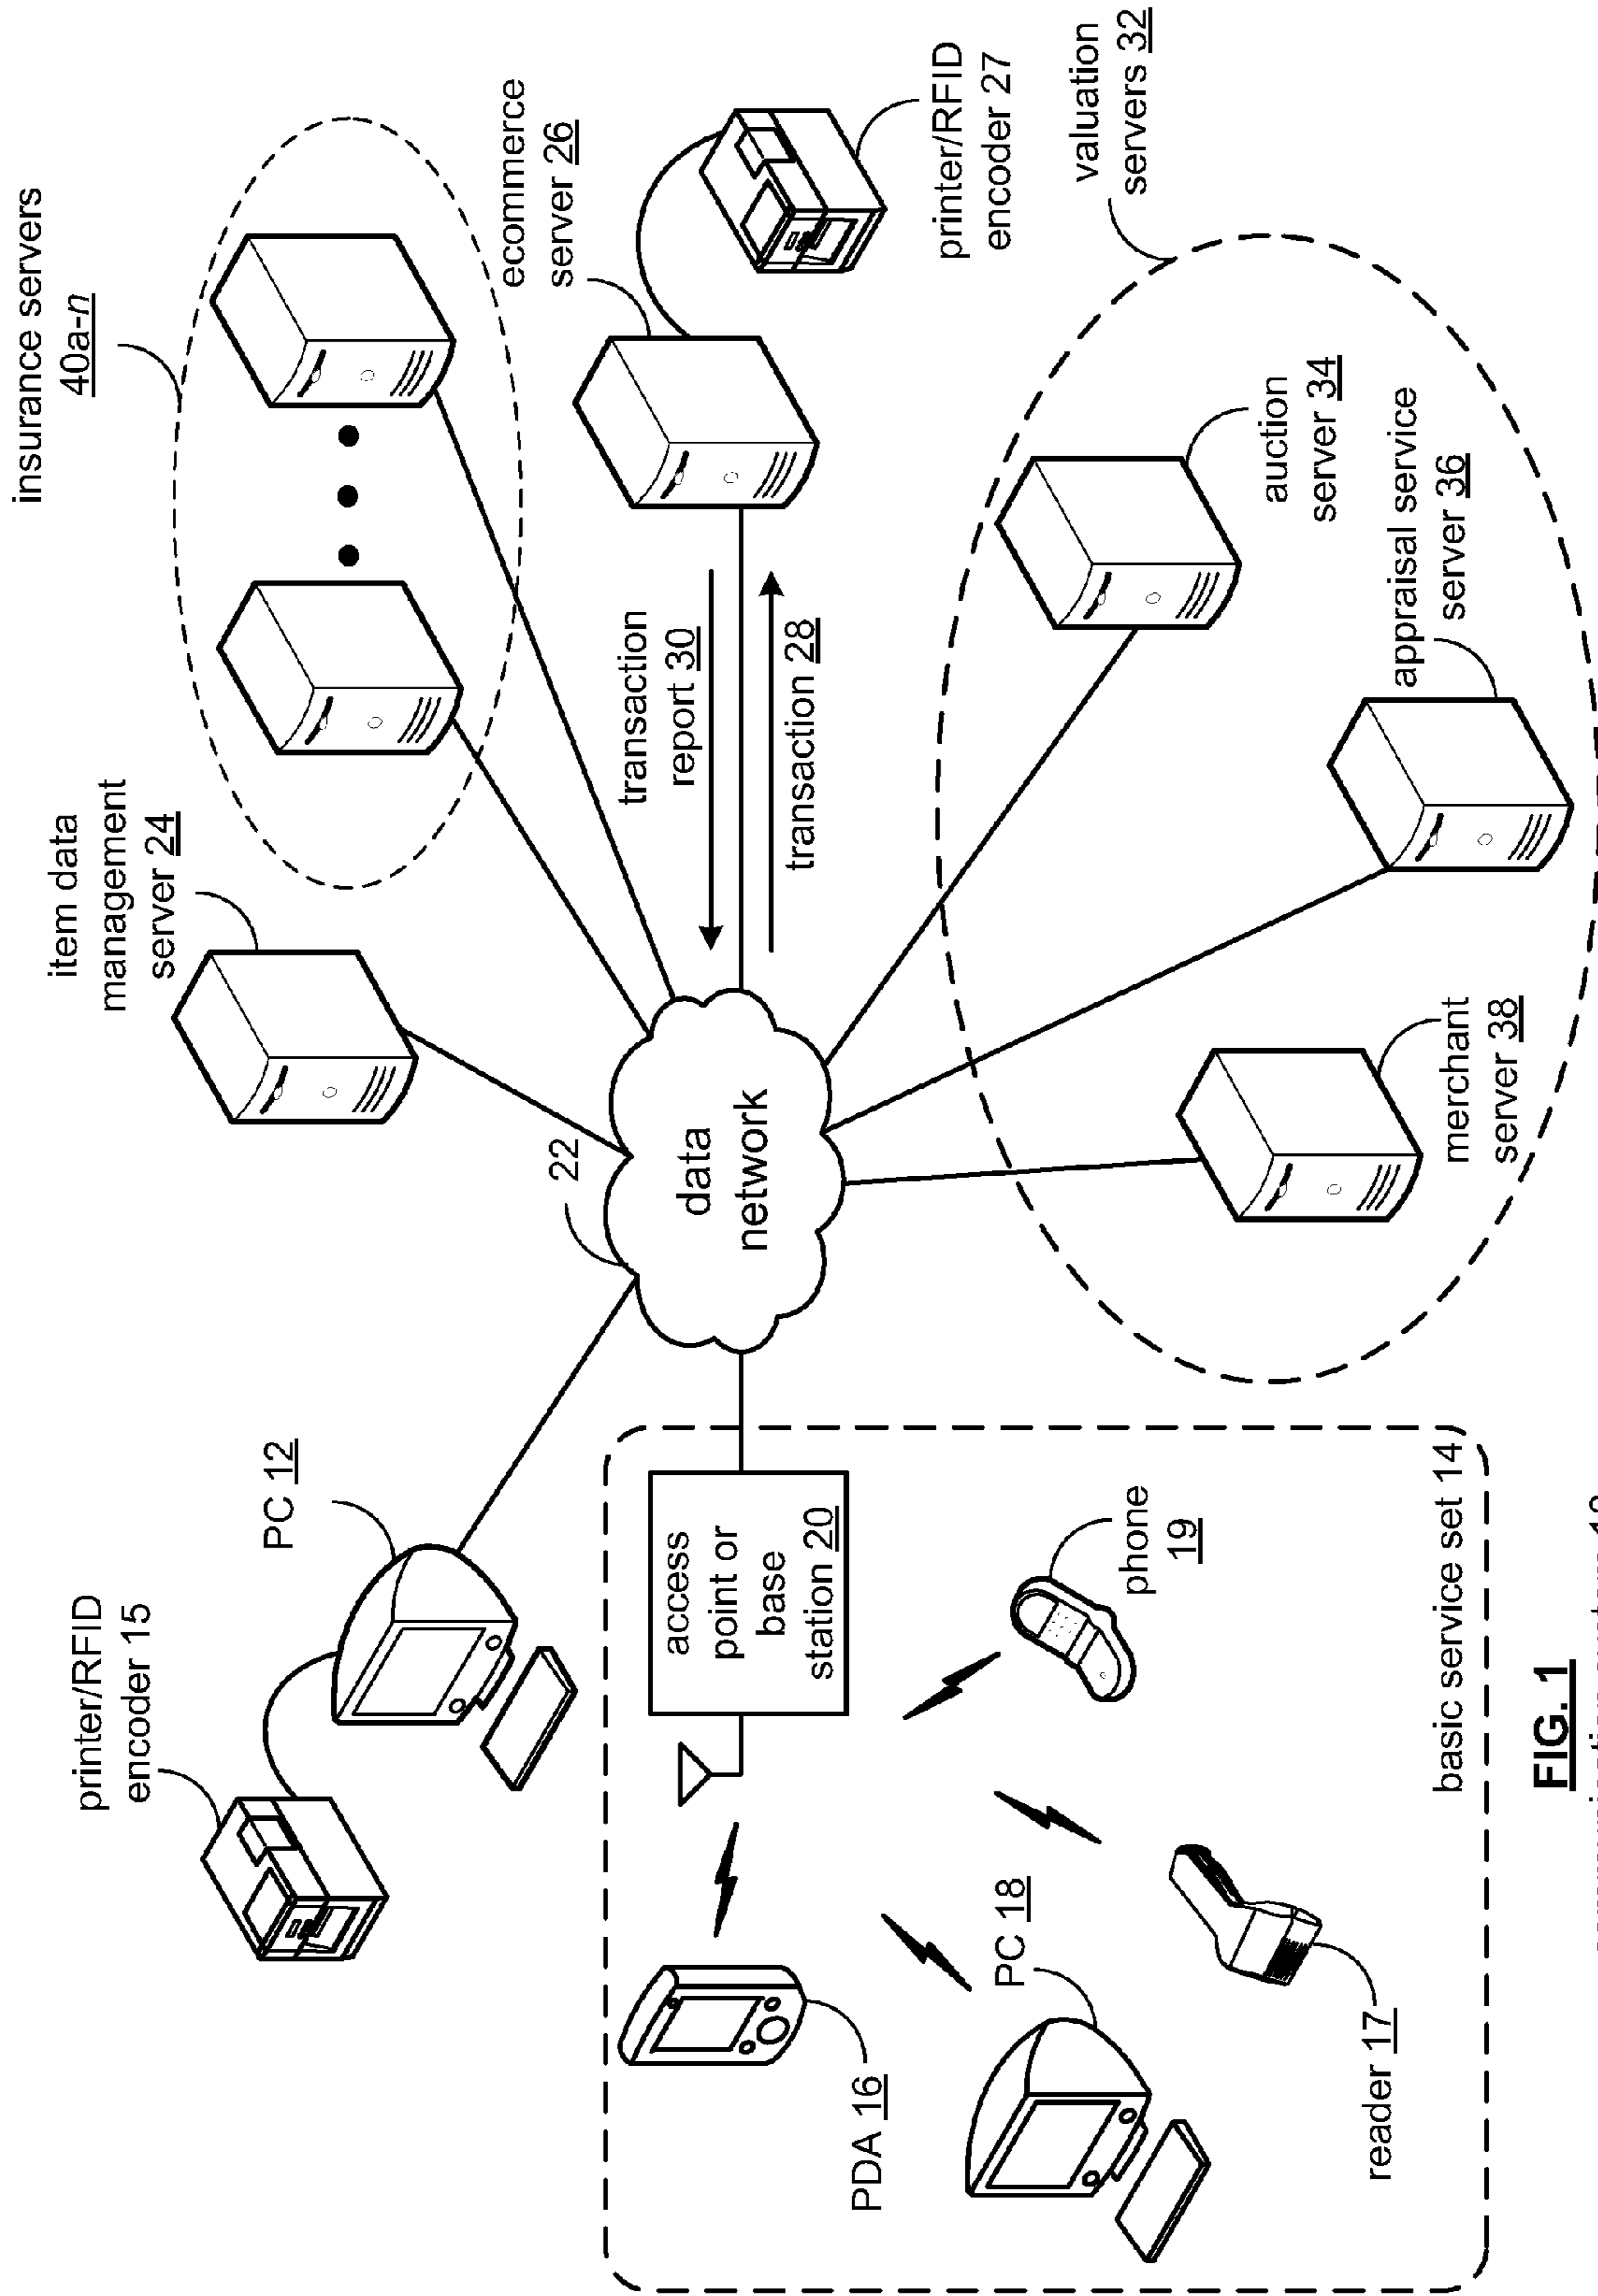 insurance servers
40a-n
item data
management
server 24
ecommerce
server 26
printer/RFID
encoder 27
transaction
report 30
transaction 28
valuation
servers 32
auction
server 34
appraisal service
server 36
merchant
server 38
22
data
network
PC 12
printer/RFID
encoder 15
access
point or
base
station 20
phone
19
PDA 16
PC 18
reader 17
basic service set 14
FIG. 1